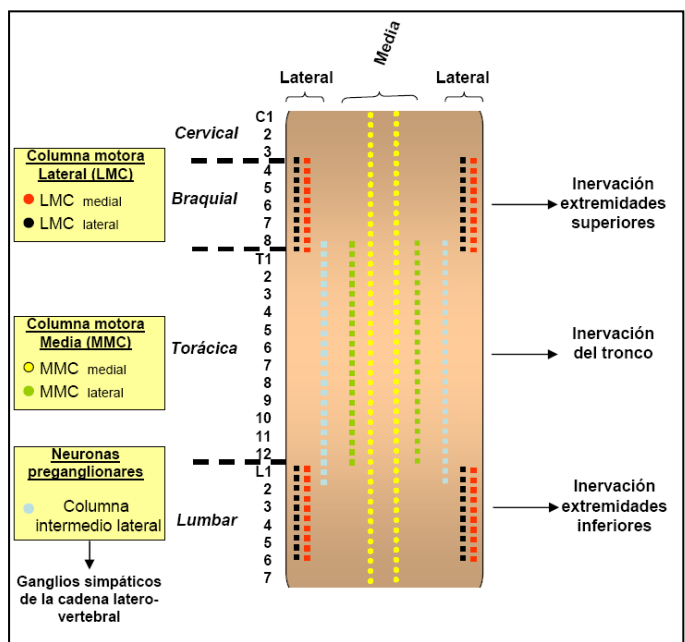 Media
Lateral
Lateral
Columna motora
Lateral (LMC)
LMC medial
LMC lateral
Columna motora
Media (MMC)
MMC medial
MMC lateral
Neuronas
preganglionares
Columna
intermedio lateral
Ganglios simpáticos
de la cadena latero-
vertebral
Cervical
Braquial
Torácica
Lumbar
C1
2
3
4
5
6
7
8
T1
2
3
4
5
6
7
8
9
10
11
12
L1
2
3
4
5
6
7
Inervación
extremidades
superiores
Inervación
del tronco
Inervación
extremidades
inferiores